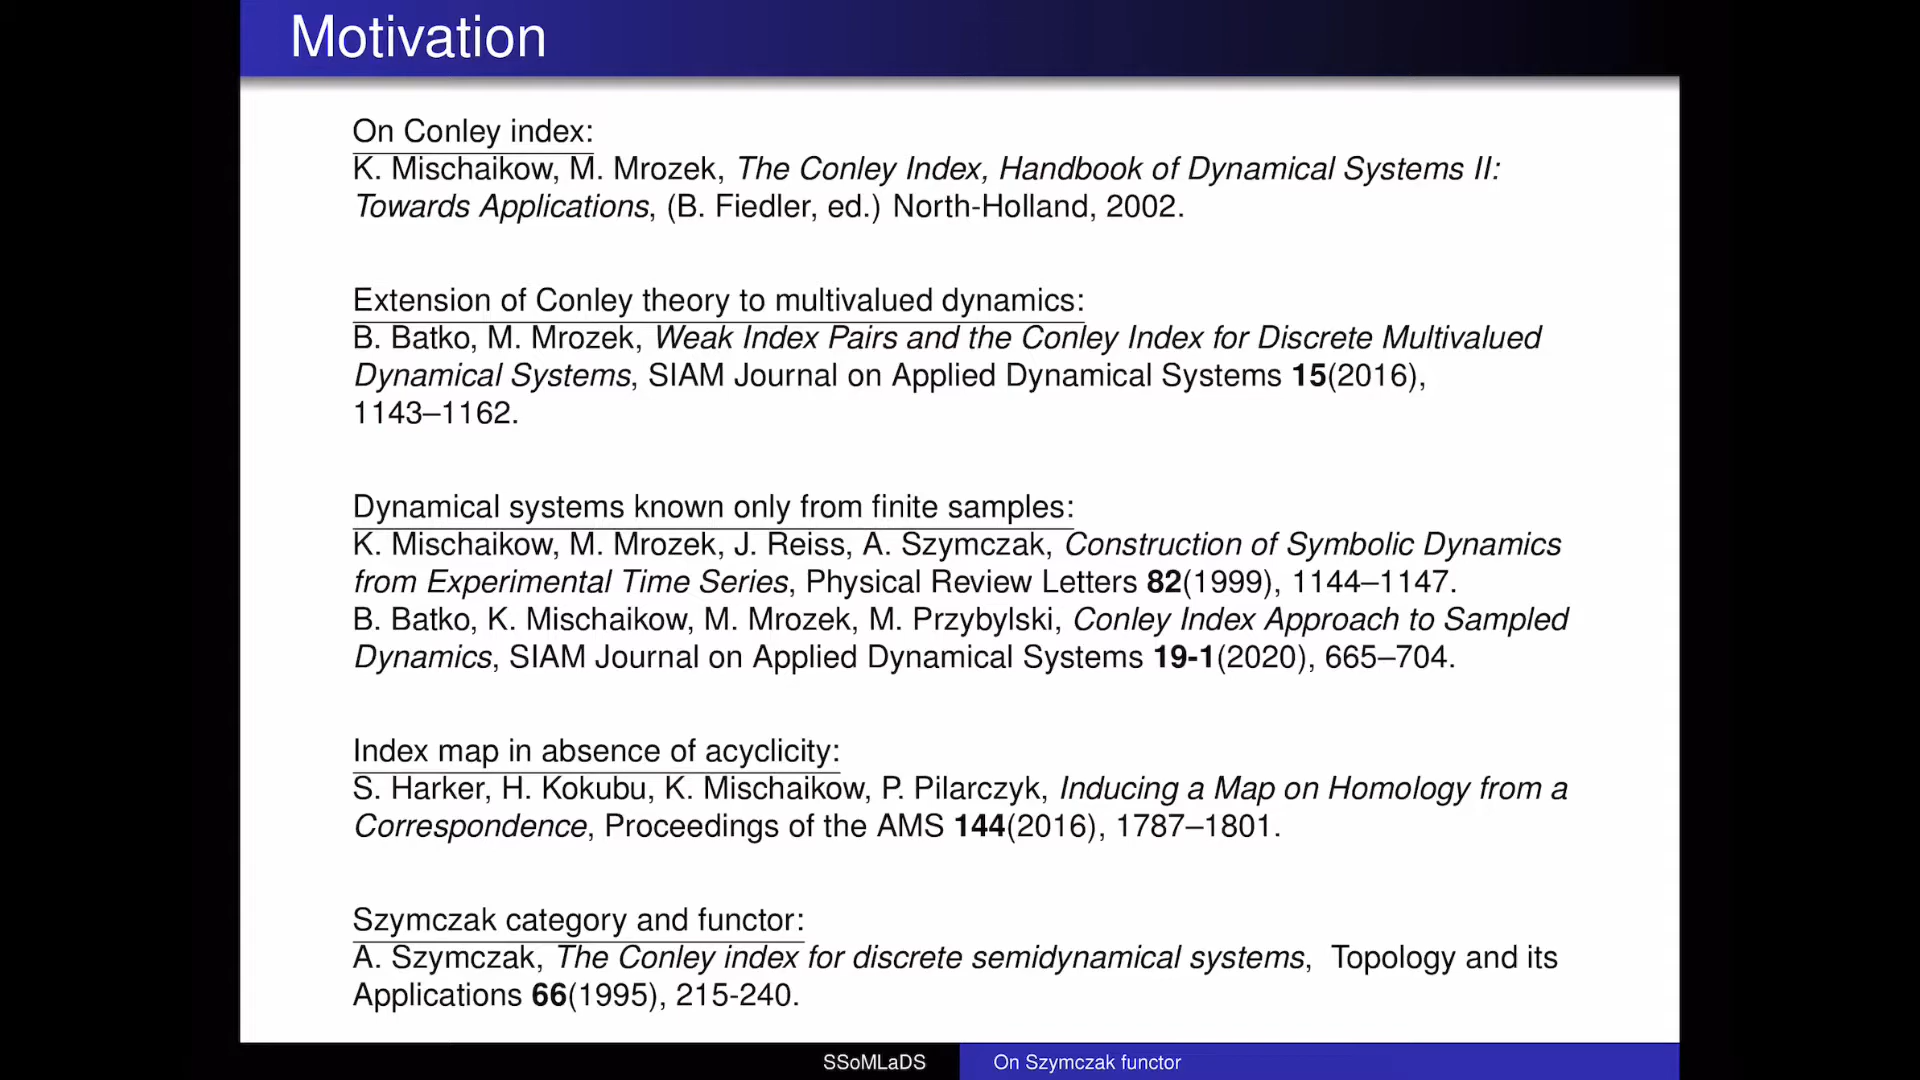 Motivation
On Conley index:
K. Mischaikow, M. Mrozek, The Conley Index, Handbook of Dynamical Systems II:
Towards Applications, (B. Fiedler, ed.) North-Holland, 2002.
Extension of Conley theory to multivalued dynamics:
B. Batko, M. Mrozek, Weak Index Pairs and the Conley Index for Discrete Multivalued
Dynamical Systems, SIAM Journal on Applied Dynamical Systems 15(2016),
1143–1162.
Dynamical systems known only from finite samples:
K. Mischaikow, M. Mrozek, J. Reiss, A. Szymczak, Construction of Symbolic Dynamics
from Experimental Time Series, Physical Review Letters 82(1999), 1144–1147.
B. Batko, K. Mischaikow, M. Mrozek, M. Przybylski, Conley Index Approach to Sampled
Dynamics, SIAM Journal on Applied Dynamical Systems 19-1(2020), 665–704.
Index map in absence of acyclicity:
S. Harker, H. Kokubu, K. Mischaikow, P. Pilarczyk, Inducing a Map on Homology from a
Correspondence, Proceedings of the AMS 144(2016), 1787–1801.
Szymczak category and functor:
A. Szymczak, The Conley index for discrete semidynamical systems, Topology and its
Applications 66(1995), 215-240.
SSoMLaDS On Szymczak functor